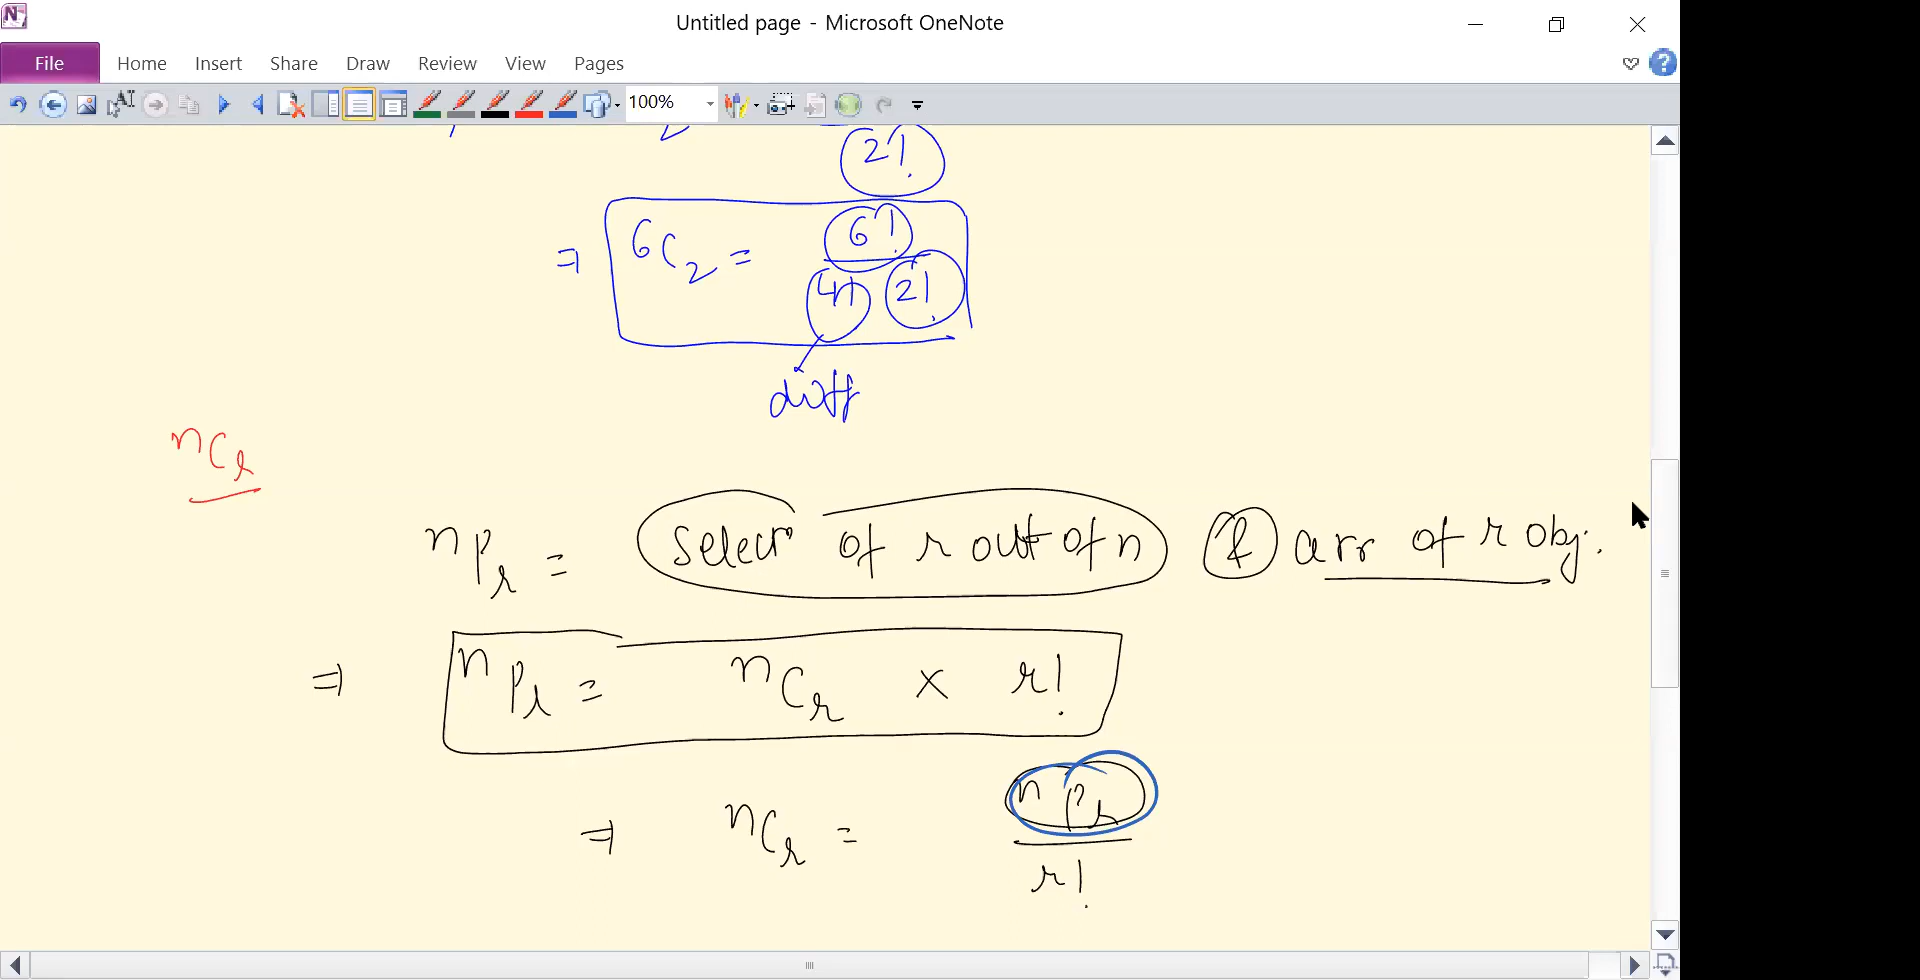 Untitled page - Microsoft OneNote
File Home Insert Share Draw Review View Pages
100%
2!
⇒ 6C2 = 6! / 4! 2!
diff
nCr
nPr = Select of r out of n & arr of r obj.
⇒ nPr = nCr × r!
⇒ nCr = nPr / r!